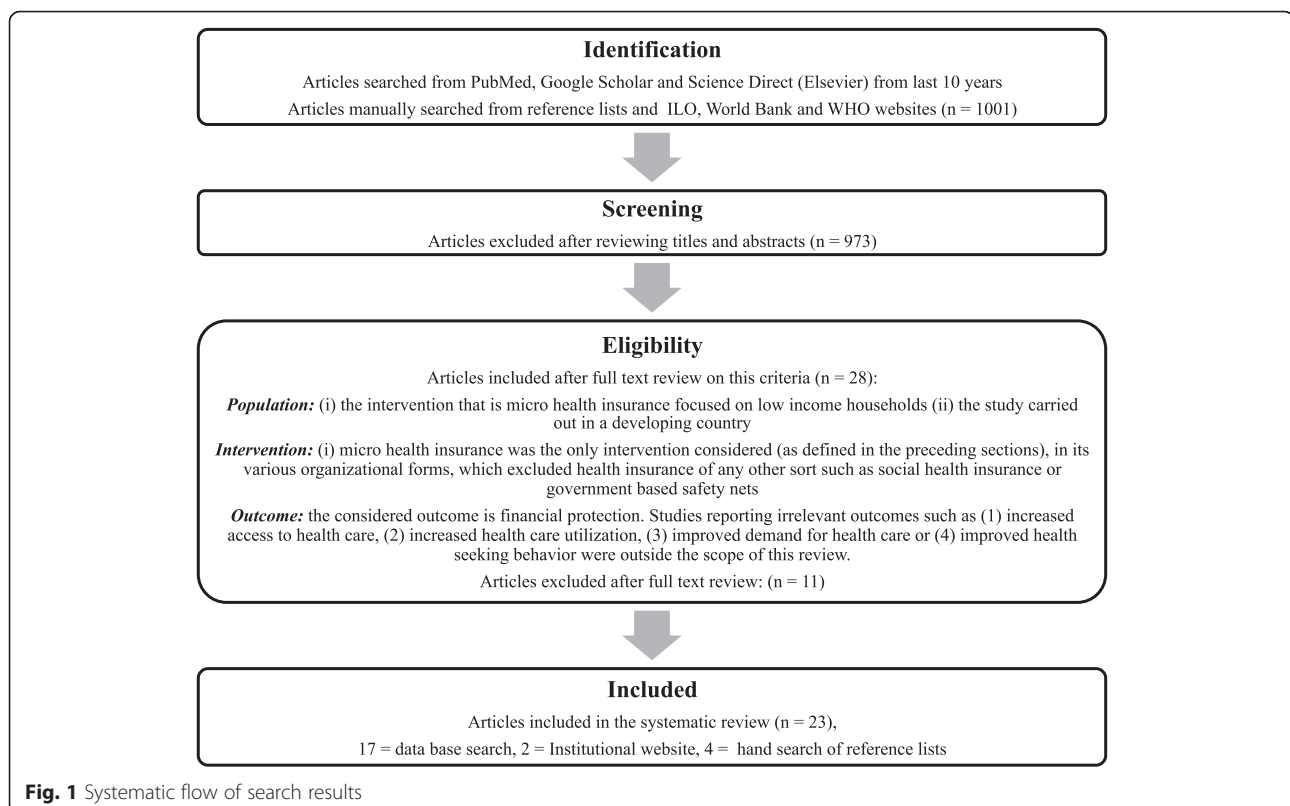 Identification
Articles searched from PubMed, Google Scholar and Science Direct (Elsevier) from last 10 years
Articles manually searched from reference lists and ILO, World Bank and WHO websites (n = 1001)
Screening
Articles excluded after reviewing titles and abstracts (n = 973)
Eligibility
Articles included after full text review on this criteria (n = 28):
Population: (i) the intervention that is micro health insurance focused on low income households (ii) the study carried
out in a developing country
Intervention: (i) micro health insurance was the only intervention considered (as defined in the preceding sections), in its
various organizational forms, which excluded health insurance of any other sort such as social health insurance or
government based safety nets
Outcome: the considered outcome is financial protection. Studies reporting irrelevant outcomes such as (1) increased
access to health care, (2) increased health care utilization, (3) improved demand for health care or (4) improved health
seeking behavior were outside the scope of this review.
Articles excluded after full text review: (n = 11)
Included
Articles included in the systematic review (n = 23),
17 = data base search, 2 = Institutional website, 4 = hand search of reference lists
Fig. 1 Systematic flow of search results